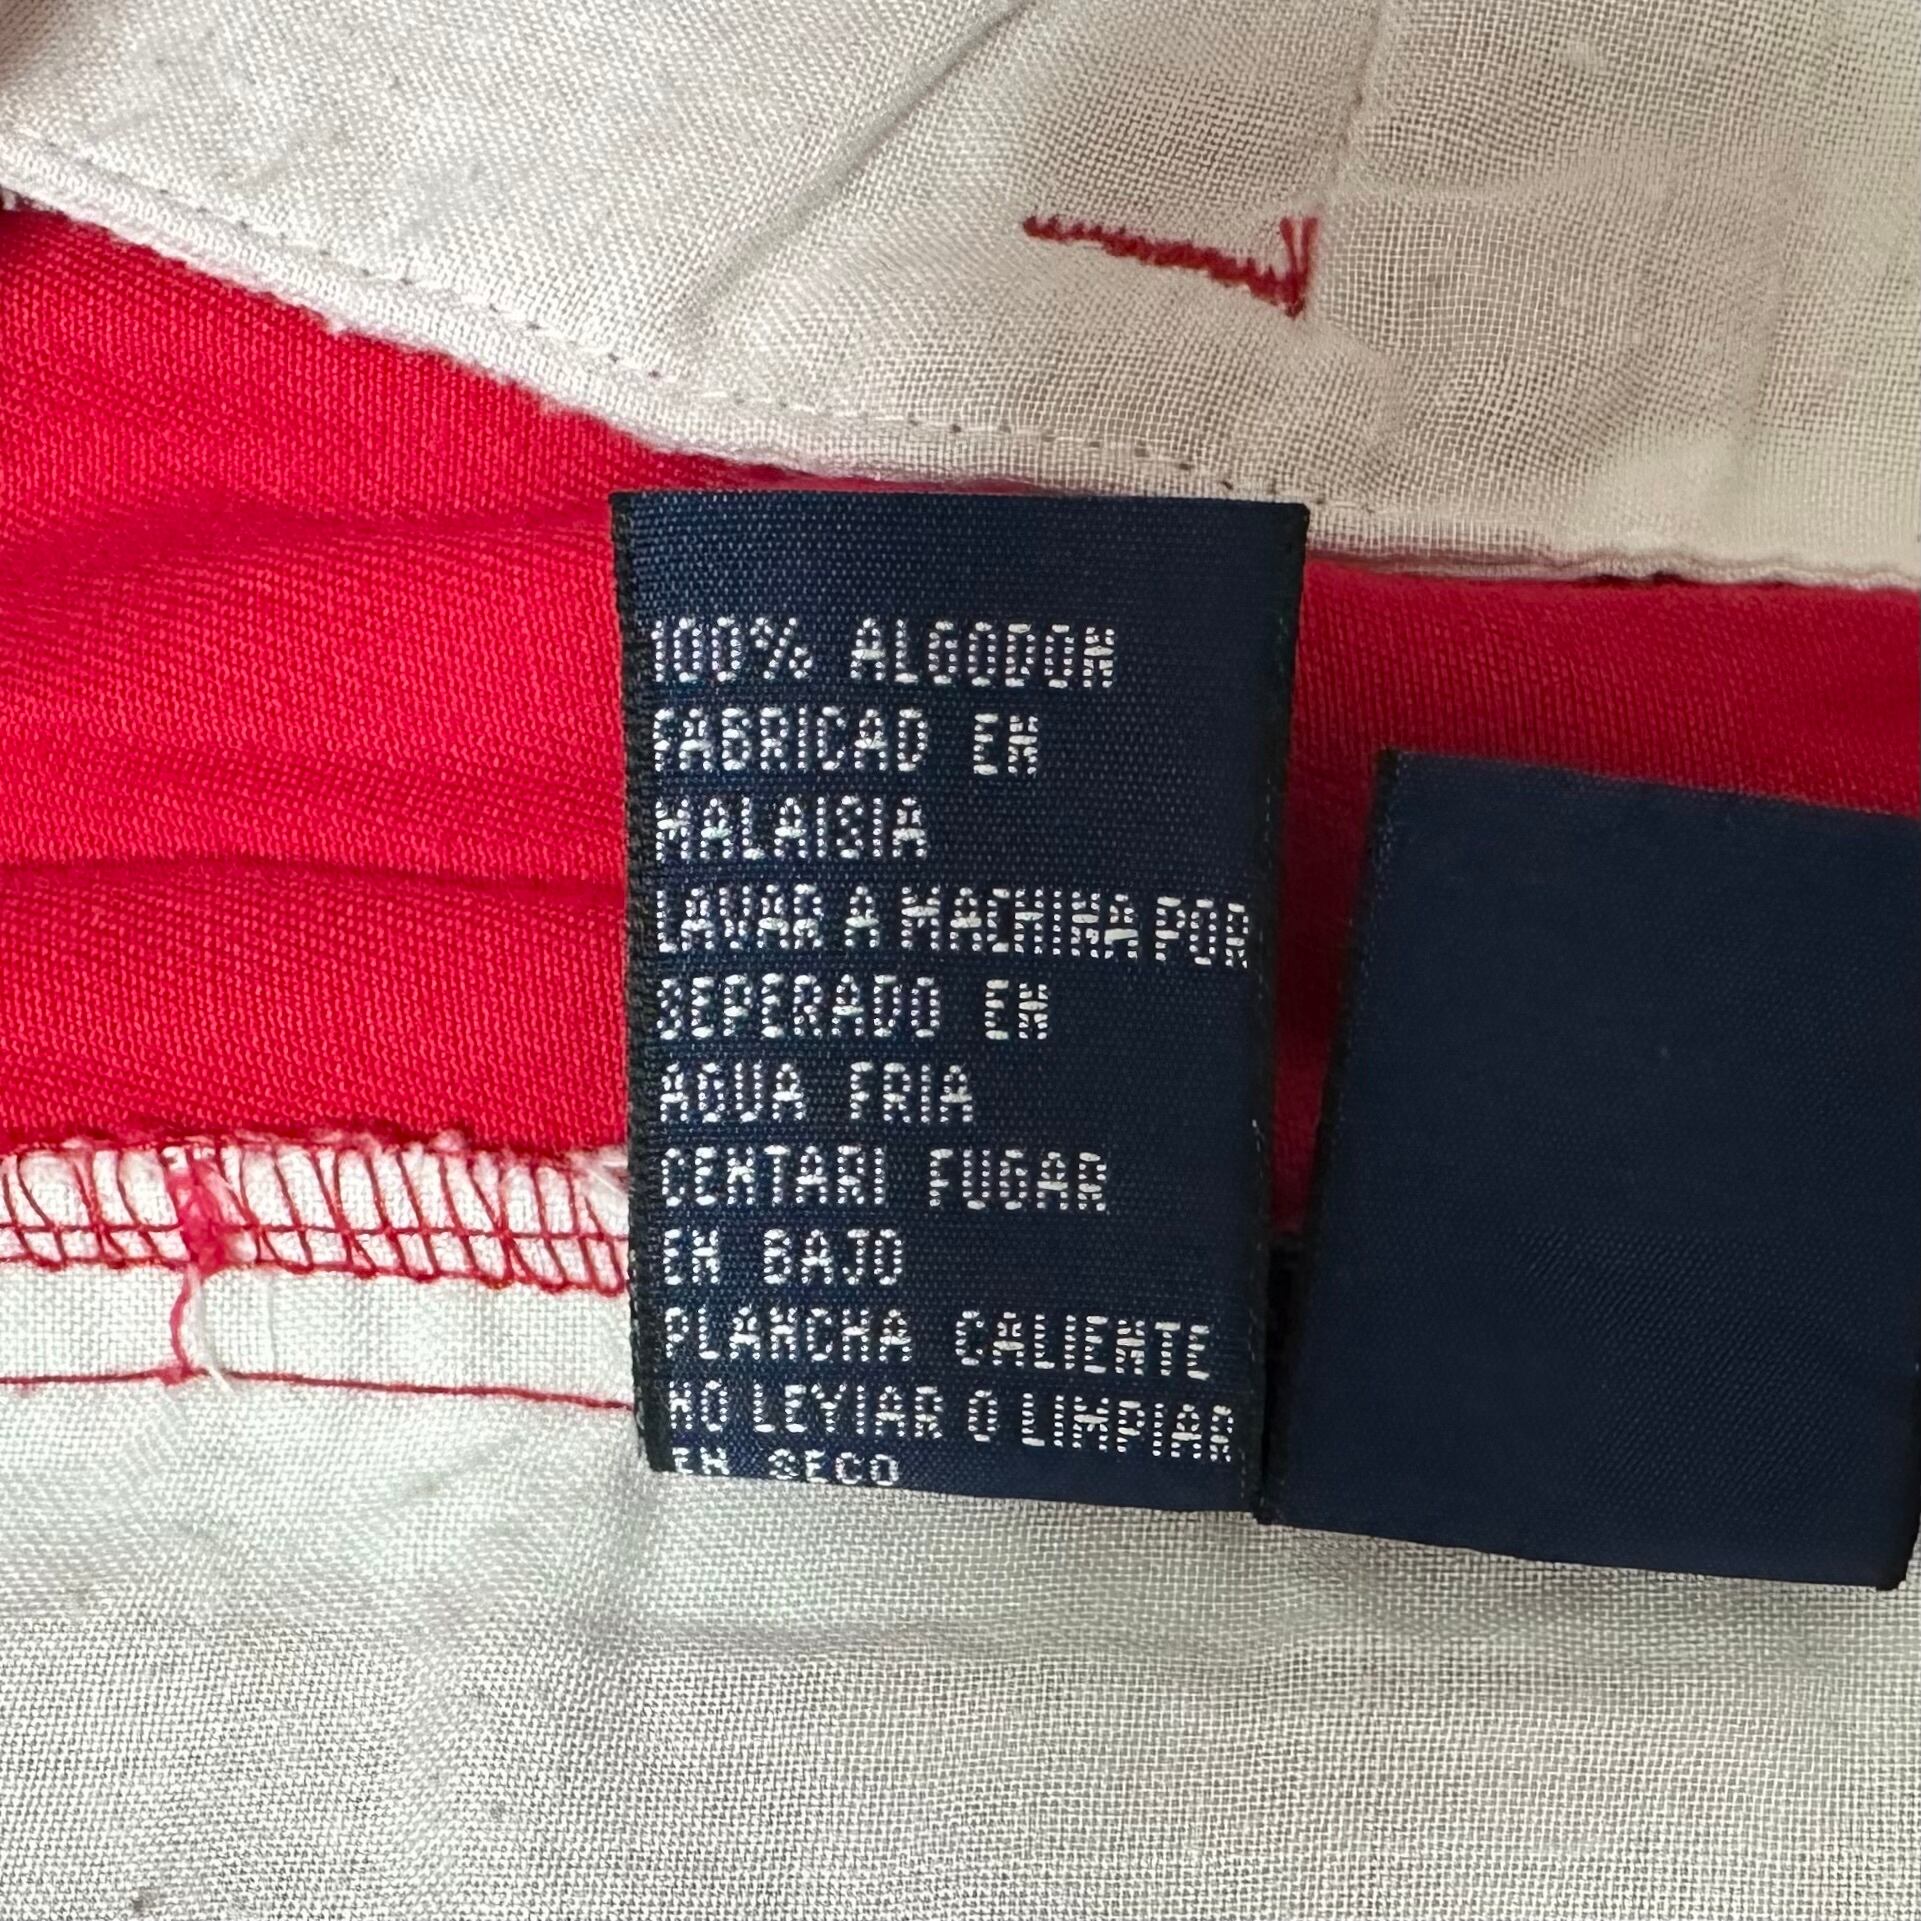 100% ALGODON
FABRICAD EN
MALAISIA
LAVAR A MACHINA POR
SEPERADO EN
AGUA FRIA
CENTARI FUGAR
EN BAJO
PLANCHA CALIENTE
NO LEYIAR O LIMPIAR
EN SECO